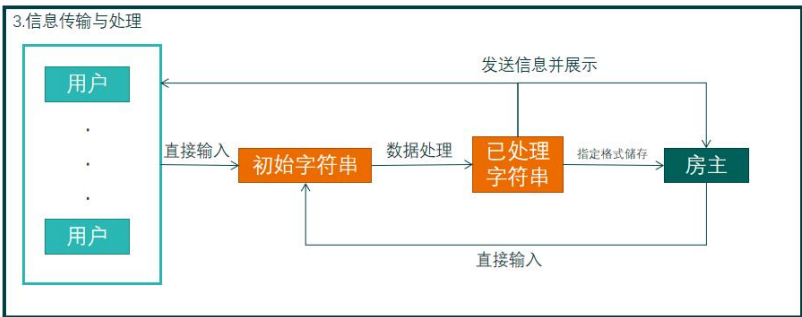 3.信息传输与处理
发送信息并展示
用户
.
.
.
用户
直接输入
初始字符串
数据处理
已处理
字符串
指定格式储存
房主
直接输入